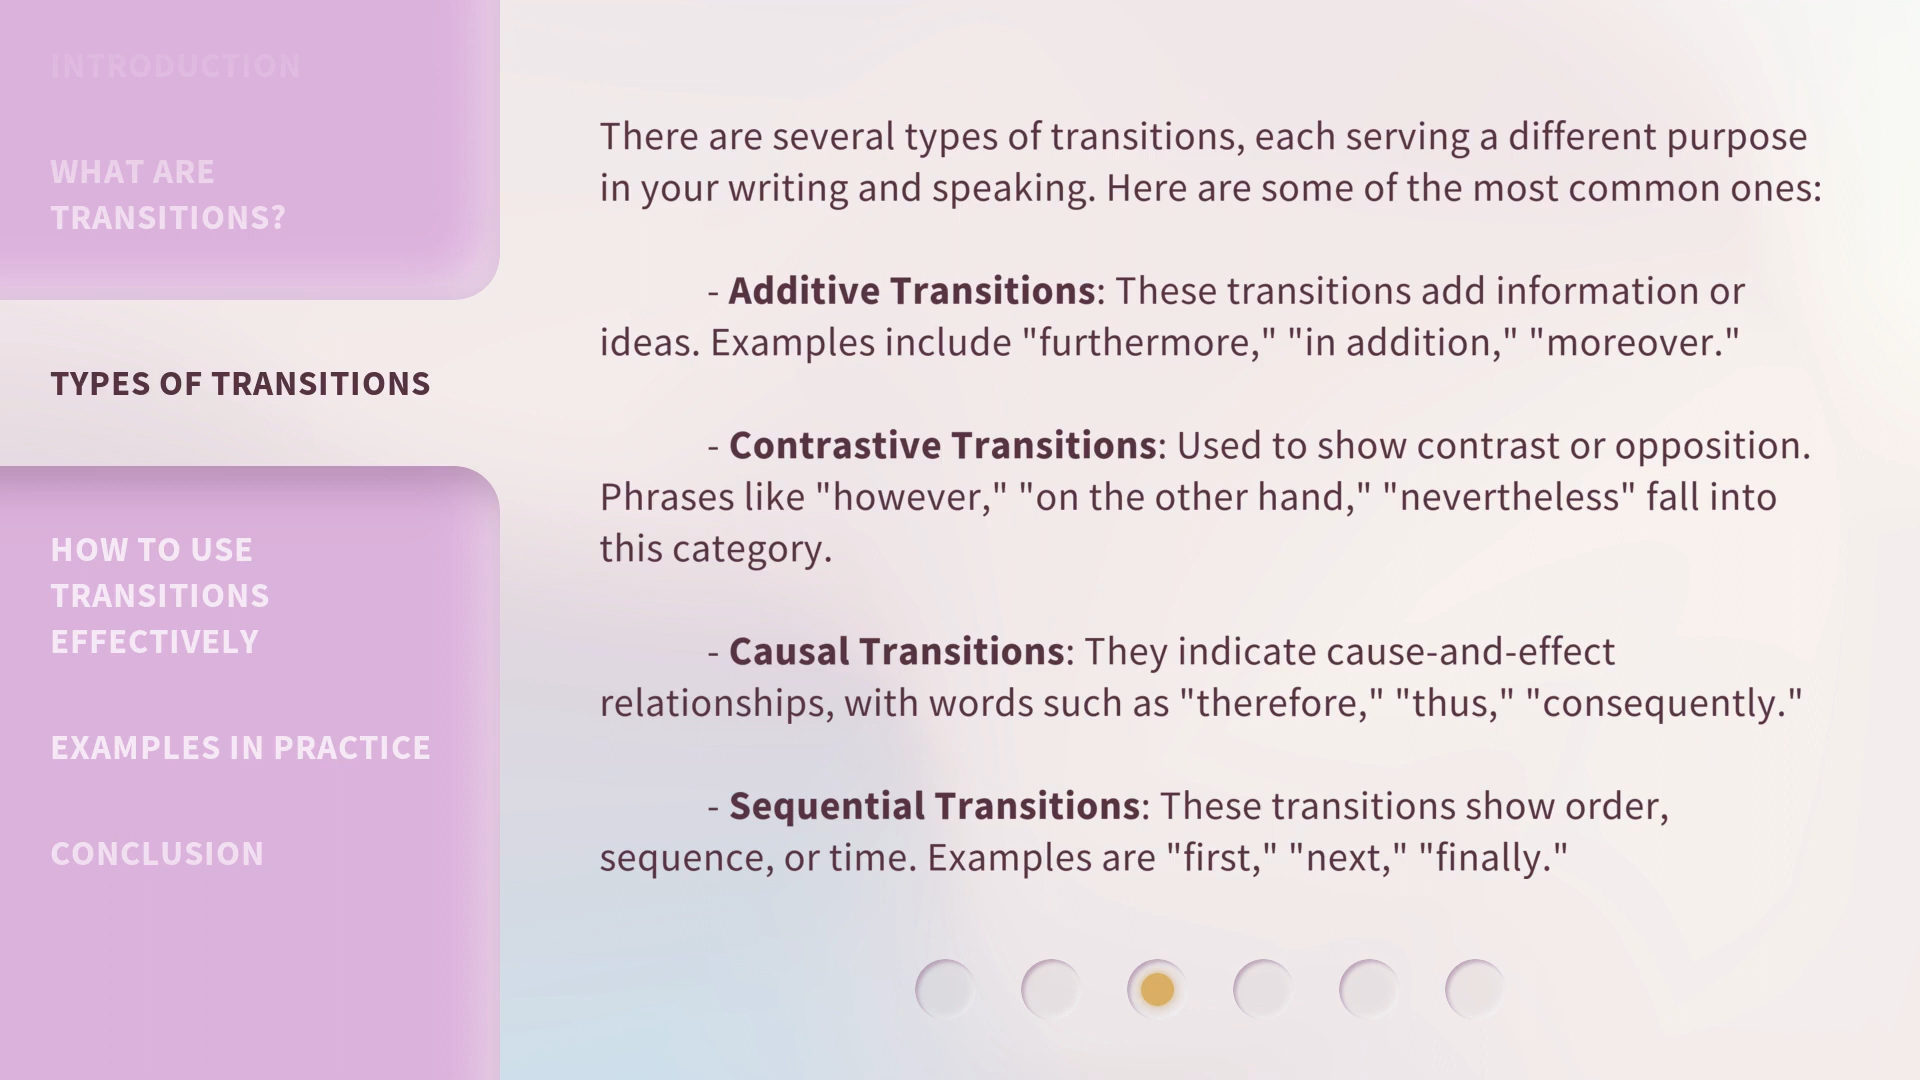 INTRODUCTION
WHAT ARE
TRANSITIONS?
TYPES OF TRANSITIONS
HOW TO USE
TRANSITIONS
EFFECTIVELY
EXAMPLES IN PRACTICE
CONCLUSION
There are several types of transitions, each serving a different purpose
in your writing and speaking. Here are some of the most common ones:
- Additive Transitions: These transitions add information or
ideas. Examples include "furthermore," "in addition," "moreover."
- Contrastive Transitions: Used to show contrast or opposition.
Phrases like "however," "on the other hand," "nevertheless" fall into
this category.
- Causal Transitions: They indicate cause-and-effect
relationships, with words such as "therefore," "thus," "consequently."
- Sequential Transitions: These transitions show order,
sequence, or time. Examples are "first," "next," "finally."